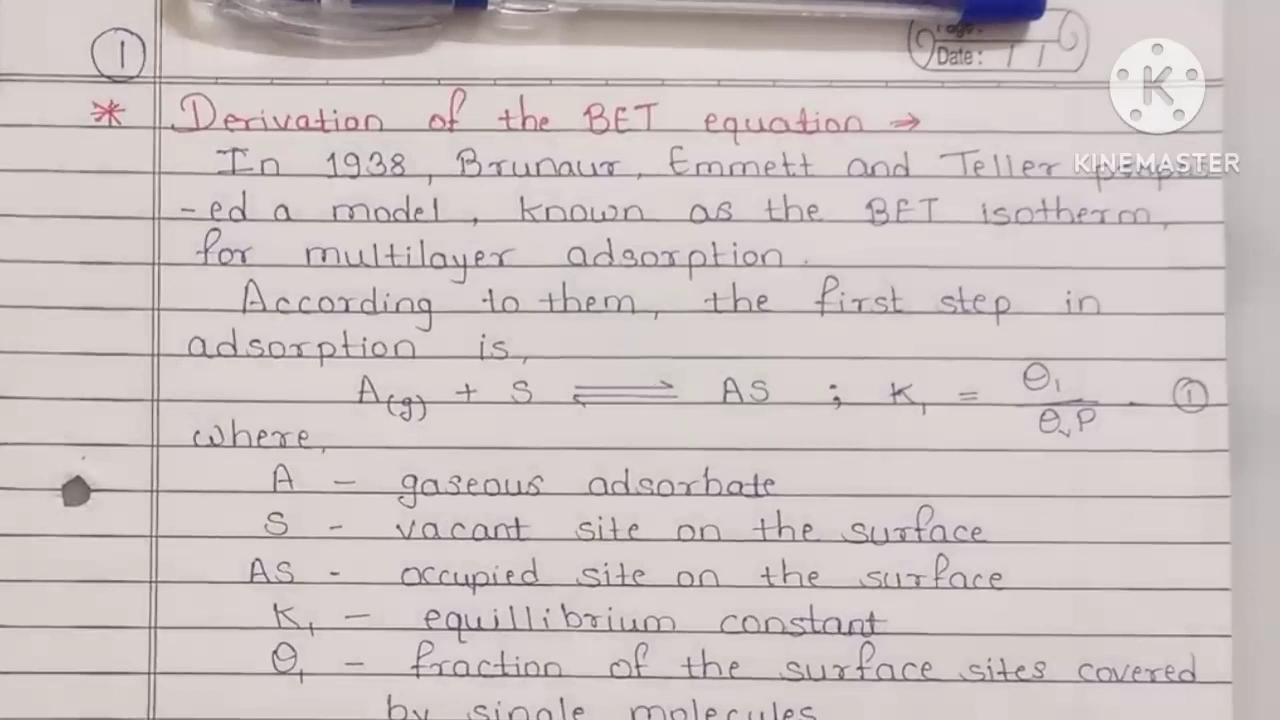 Date: / /
①
K
KINEMASTER
* Derivation of the BET equation →
In 1938, Brunaur, Emmett and Teller
-ed a model, known as the BET isotherm,
for multilayer adsorption.
According to them, the first step in
adsorption is,
A(g) + S ⇌ AS ; K₁ = θ₁ / θᵥP - ①
where,
A - gaseous adsorbate
S - vacant site on the surface
AS - occupied site on the surface
K₁ - equillibrium constant
θ₁ - fraction of the surface sites covered
by single molecules